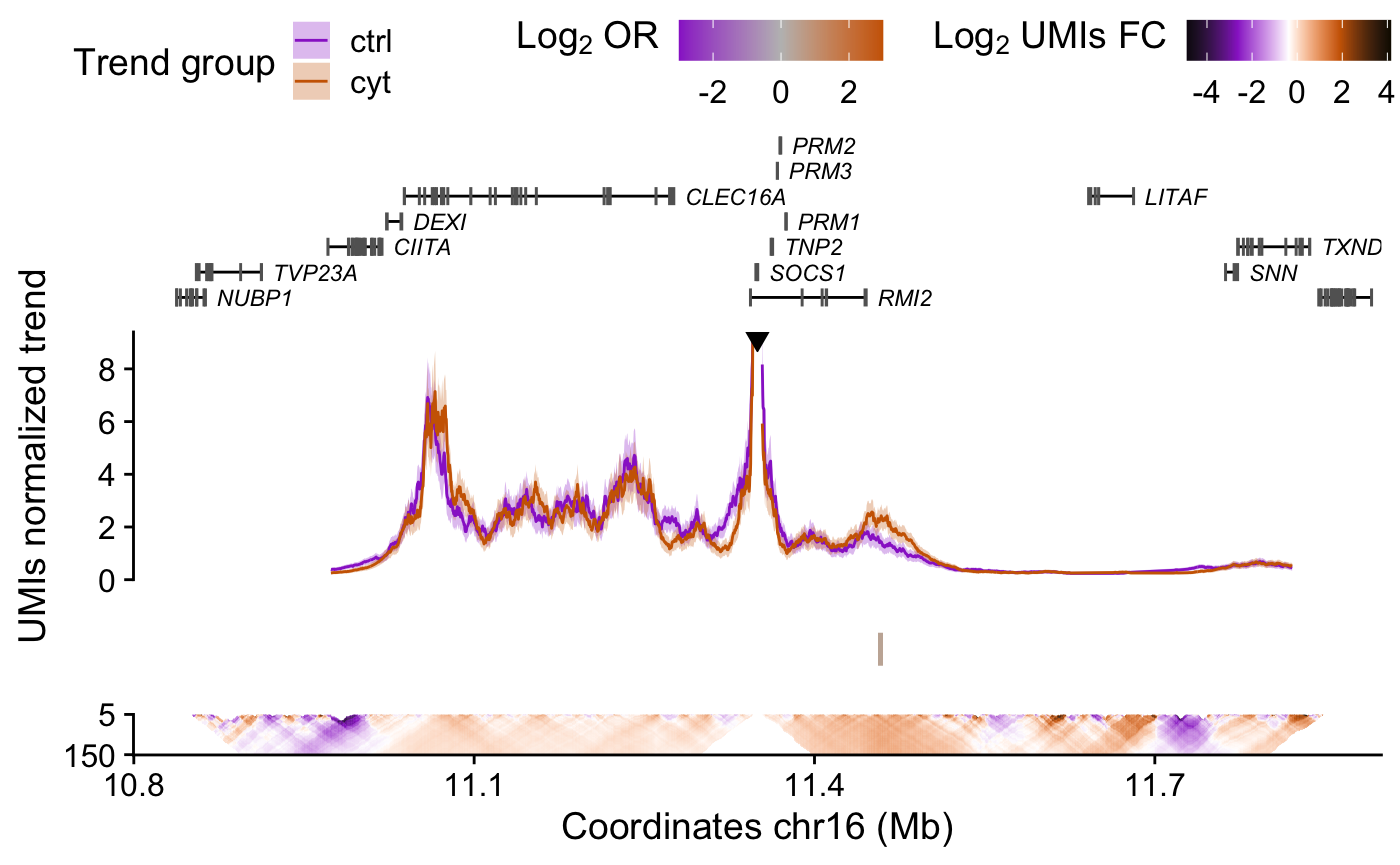 Trend group
ctrl
cyt
Log2 OR
-2 0 2
Log2 UMIs FC
-4 -2 0 2 4
PRM2
PRM3
CLEC16A
LITAF
DEXI
PRM1
CIITA
TNP2
TXND
TVP23A
SOCS1
SNN
NUBP1
RMI2
UMIs normalized trend
8
6
4
2
0
5
150
10.8 11.1 11.4 11.7
Coordinates chr16 (Mb)